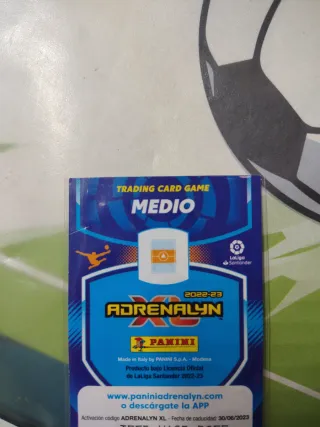 TRADING CARD GAME
MEDIO
LaLiga
Santander
2022-23
ADRENALYN
XL
PANINI
Made in Italy by PANINI S.p.A. - Modena
Producto bajo Licencia Oficial
de LaLiga Santander 2022-23
www.paniniadrenalyn.com
o descárgate la APP
Activación código ADRENALYN XL - Fecha de caducidad: 30/06/2023